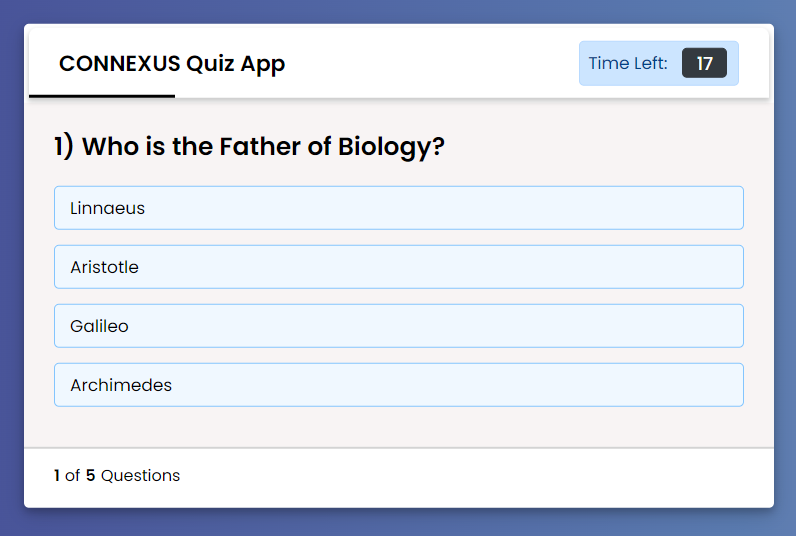 CONNEXUS Quiz App
Time Left: 17
1) Who is the Father of Biology?
Linnaeus
Aristotle
Galileo
Archimedes
1 of 5 Questions